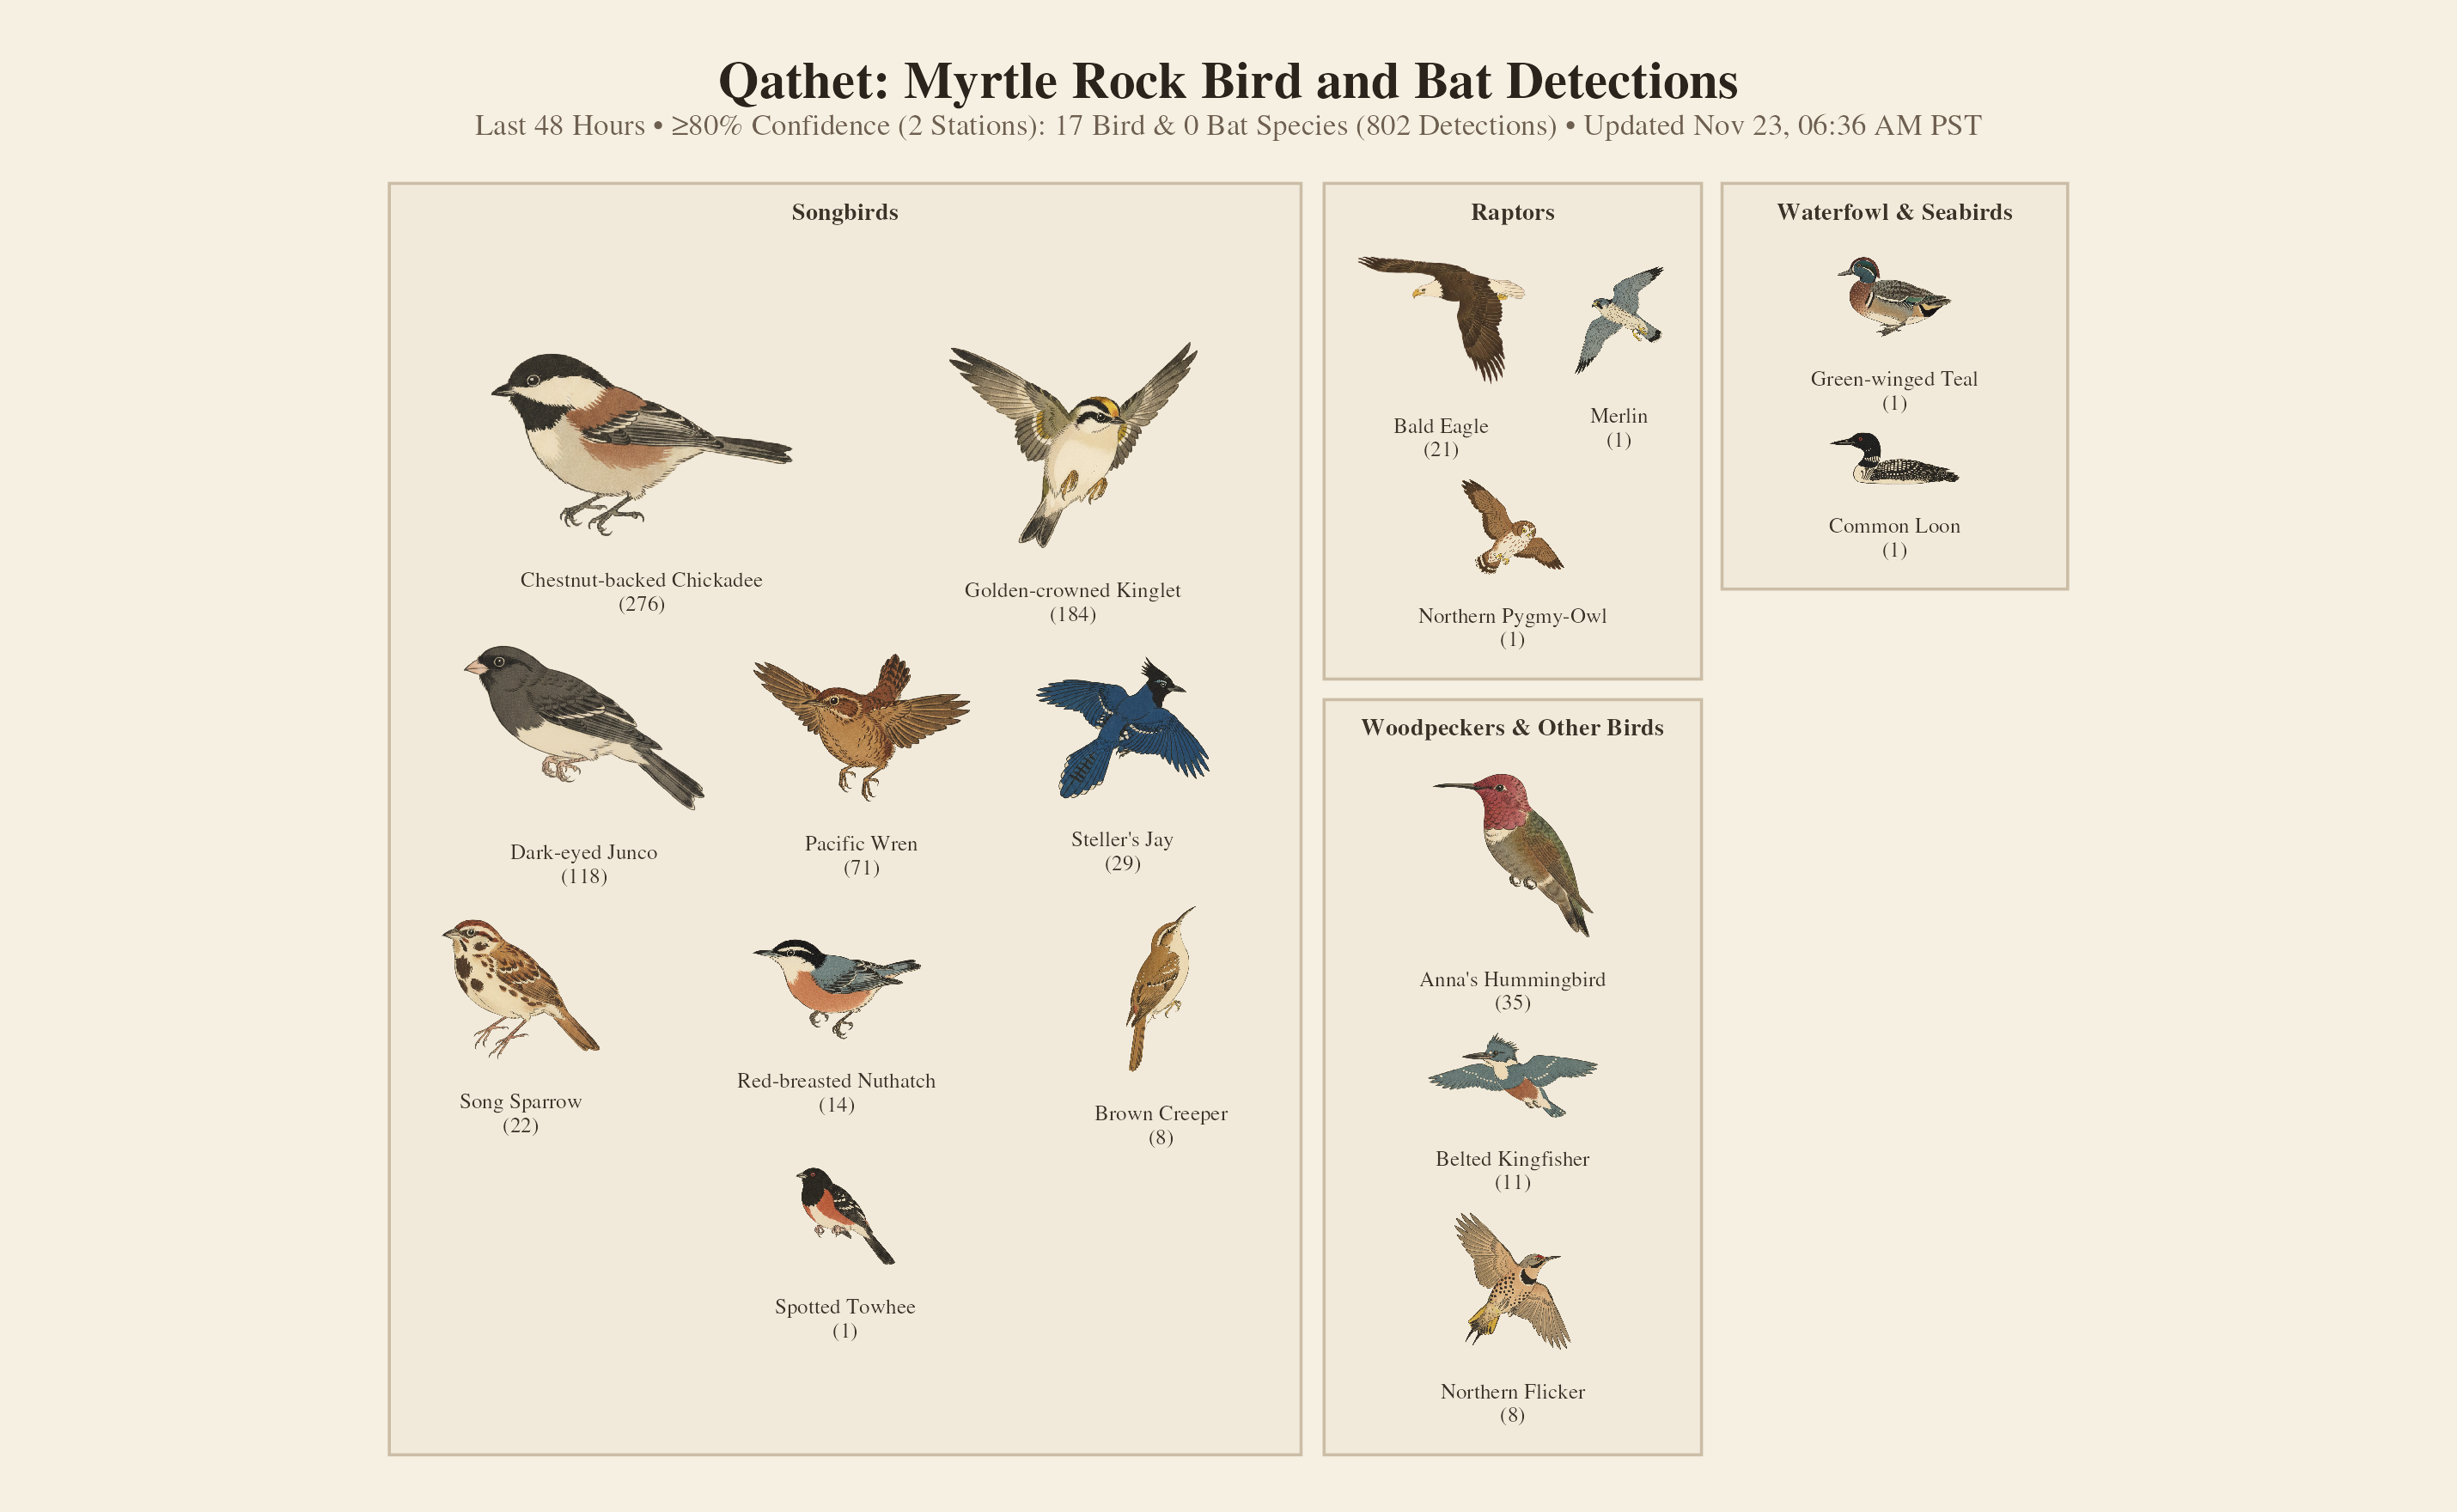 Qathet: Myrtle Rock Bird and Bat Detections
Last 48 Hours • ≥80% Confidence (2 Stations): 17 Bird & 0 Bat Species (802 Detections) • Updated Nov 23, 06:36 AM PST
Songbirds
Chestnut-backed Chickadee
(276)
Golden-crowned Kinglet
(184)
Dark-eyed Junco
(118)
Pacific Wren
(71)
Steller's Jay
(29)
Song Sparrow
(22)
Red-breasted Nuthatch
(14)
Brown Creeper
(8)
Spotted Towhee
(1)
Raptors
Bald Eagle
(21)
Merlin
(1)
Northern Pygmy-Owl
(1)
Woodpeckers & Other Birds
Anna's Hummingbird
(35)
Belted Kingfisher
(11)
Northern Flicker
(8)
Waterfowl & Seabirds
Green-winged Teal
(1)
Common Loon
(1)